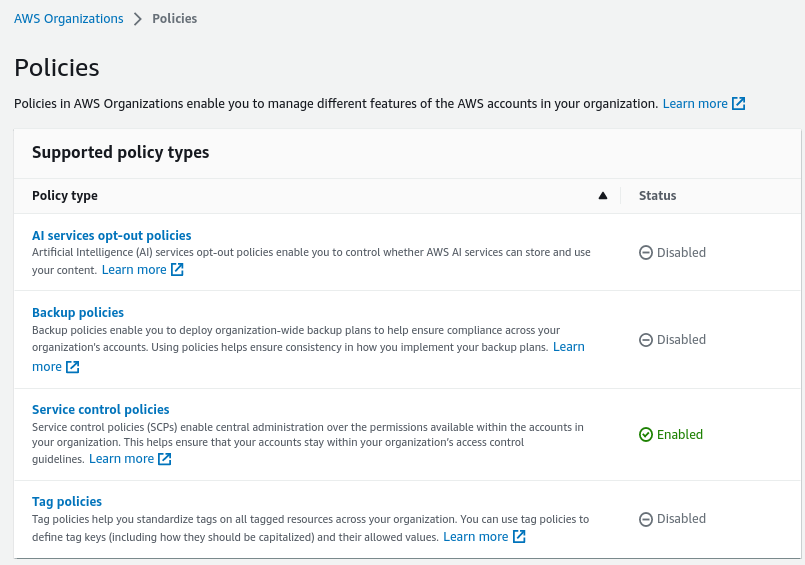 AWS Organizations > Policies
Policies
Policies in AWS Organizations enable you to manage different features of the AWS accounts in your organization. Learn more
Supported policy types
Policy type Status
AI services opt-out policies
Artificial Intelligence (AI) services opt-out policies enable you to control whether AWS AI services can store and use
your content. Learn more
Disabled
Backup policies
Backup policies enable you to deploy organization-wide backup plans to help ensure compliance across your
organization's accounts. Using policies helps ensure consistency in how you implement your backup plans. Learn
more
Disabled
Service control policies
Service control policies (SCPs) enable central administration over the permissions available within the accounts in
your organization. This helps ensure that your accounts stay within your organization's access control
guidelines. Learn more
Enabled
Tag policies
Tag policies help you standardize tags on all tagged resources across your organization. You can use tag policies to
define tag keys (including how they should be capitalized) and their allowed values. Learn more
Disabled